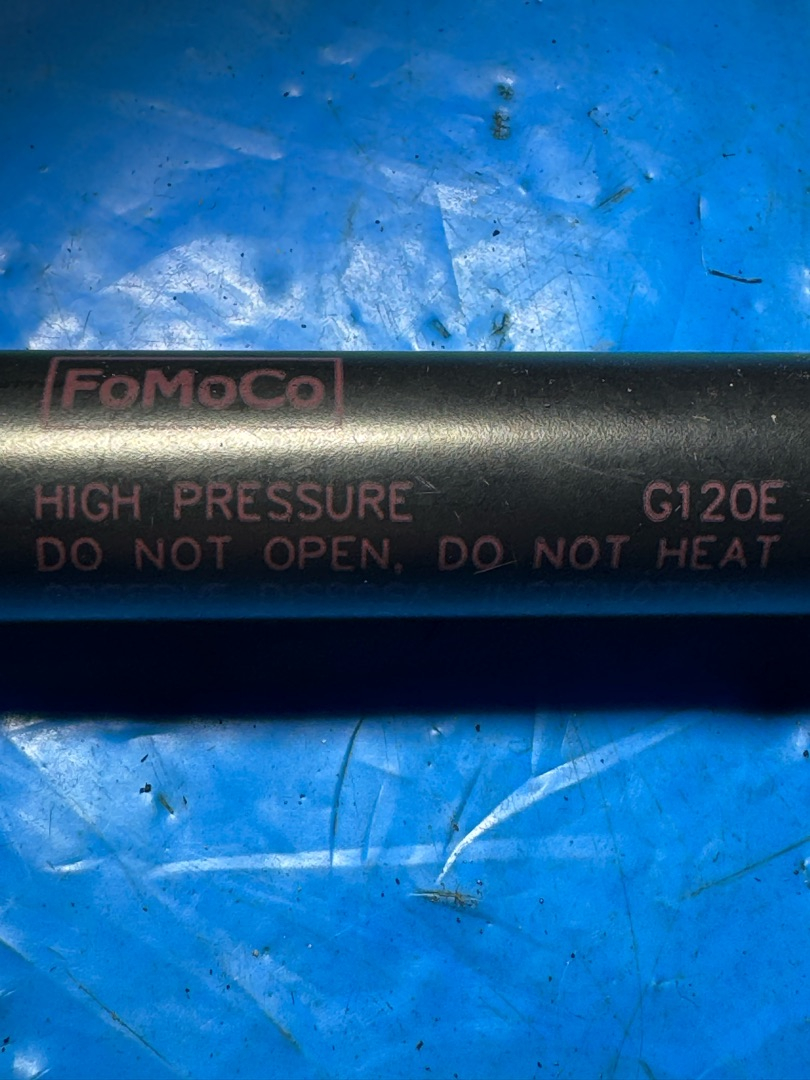 FoMoCo
HIGH PRESSURE G120E
DO NOT OPEN, DO NOT HEAT